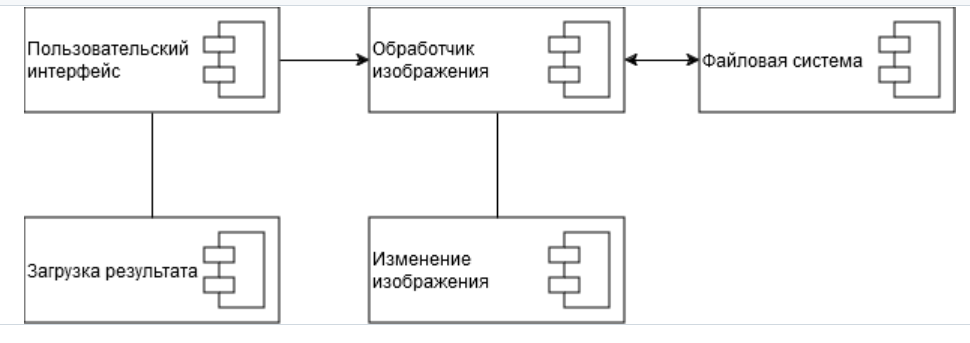 Пользовательский
интерфейс
Обработчик
изображения
Файловая система
Загрузка результата
Изменение
изображения